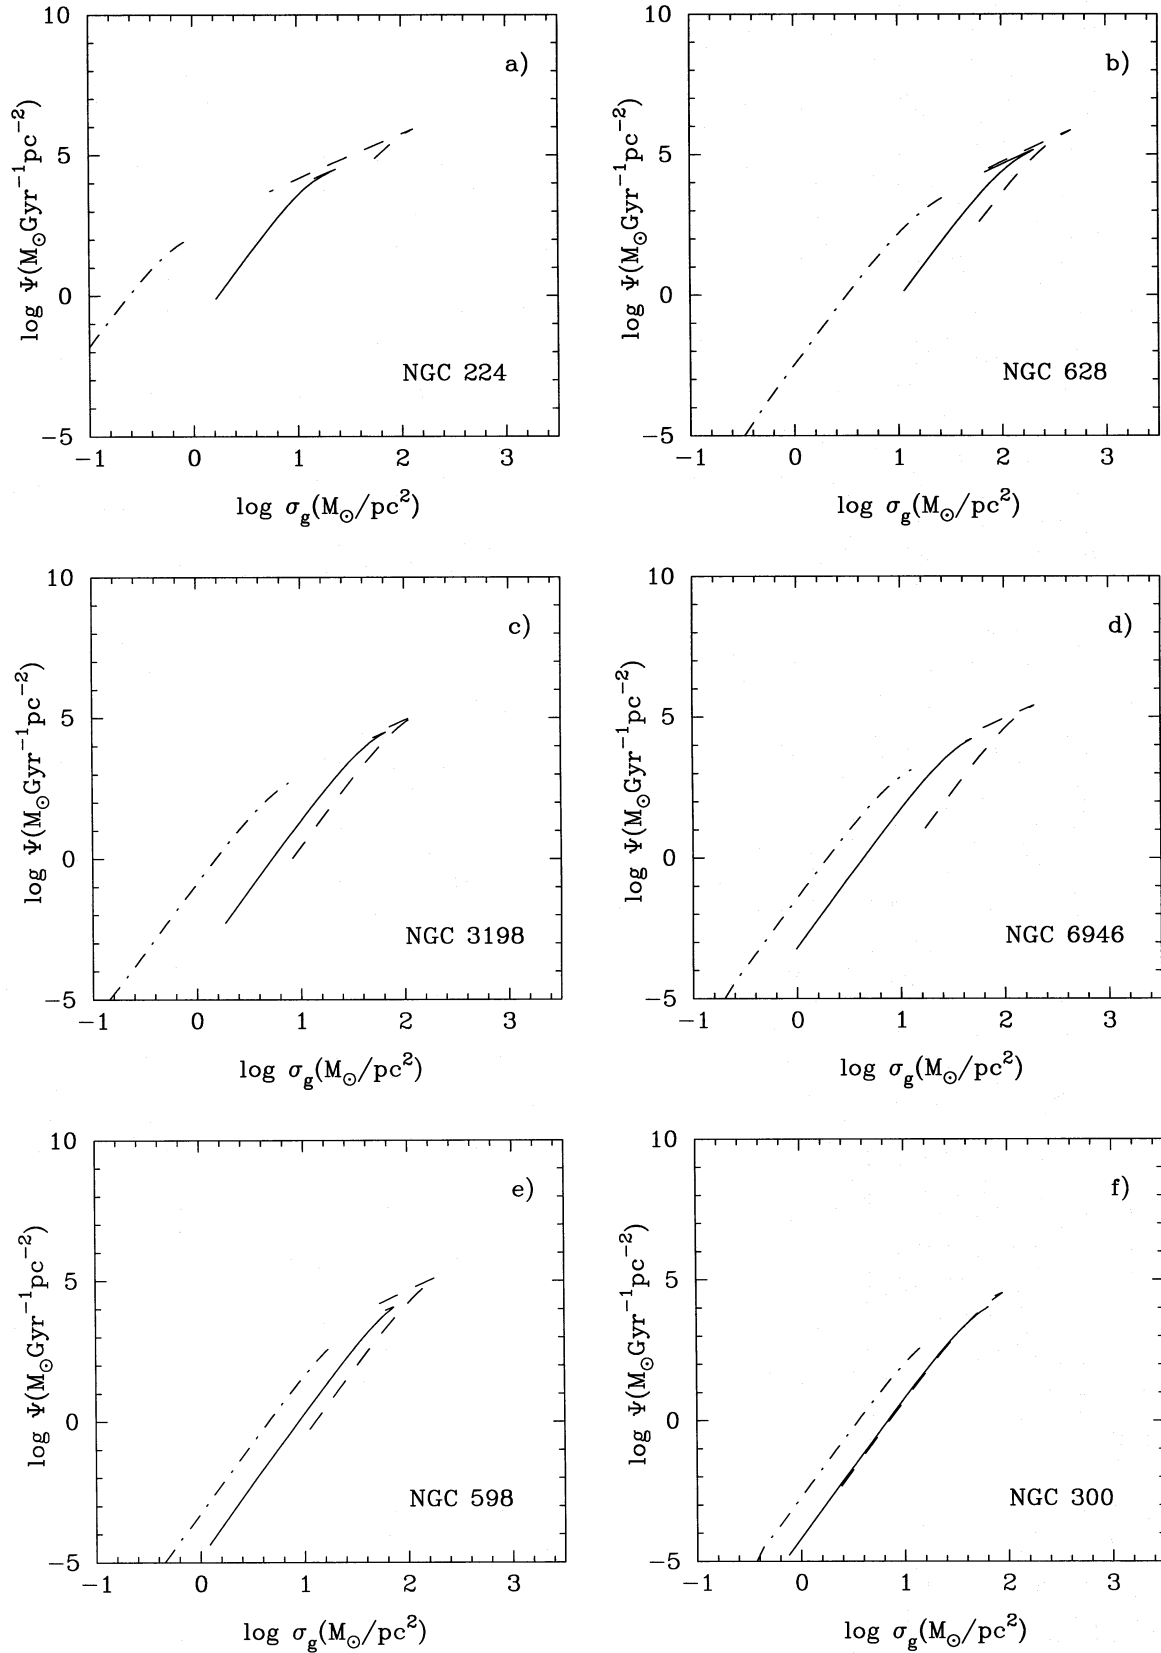 10
a)
5
0
−5
log Ψ(M⊙Gyr−1pc−2)
NGC 224
−1 0 1 2 3
log σg(M⊙/pc2)
10
b)
5
0
−5
log Ψ(M⊙Gyr−1pc−2)
NGC 628
−1 0 1 2 3
log σg(M⊙/pc2)
10
c)
5
0
−5
log Ψ(M⊙Gyr−1pc−2)
NGC 3198
−1 0 1 2 3
log σg(M⊙/pc2)
10
d)
5
0
−5
log Ψ(M⊙Gyr−1pc−2)
NGC 6946
−1 0 1 2 3
log σg(M⊙/pc2)
10
e)
5
0
−5
log Ψ(M⊙Gyr−1pc−2)
NGC 598
−1 0 1 2 3
log σg(M⊙/pc2)
10
f)
5
0
−5
log Ψ(M⊙Gyr−1pc−2)
NGC 300
−1 0 1 2 3
log σg(M⊙/pc2)